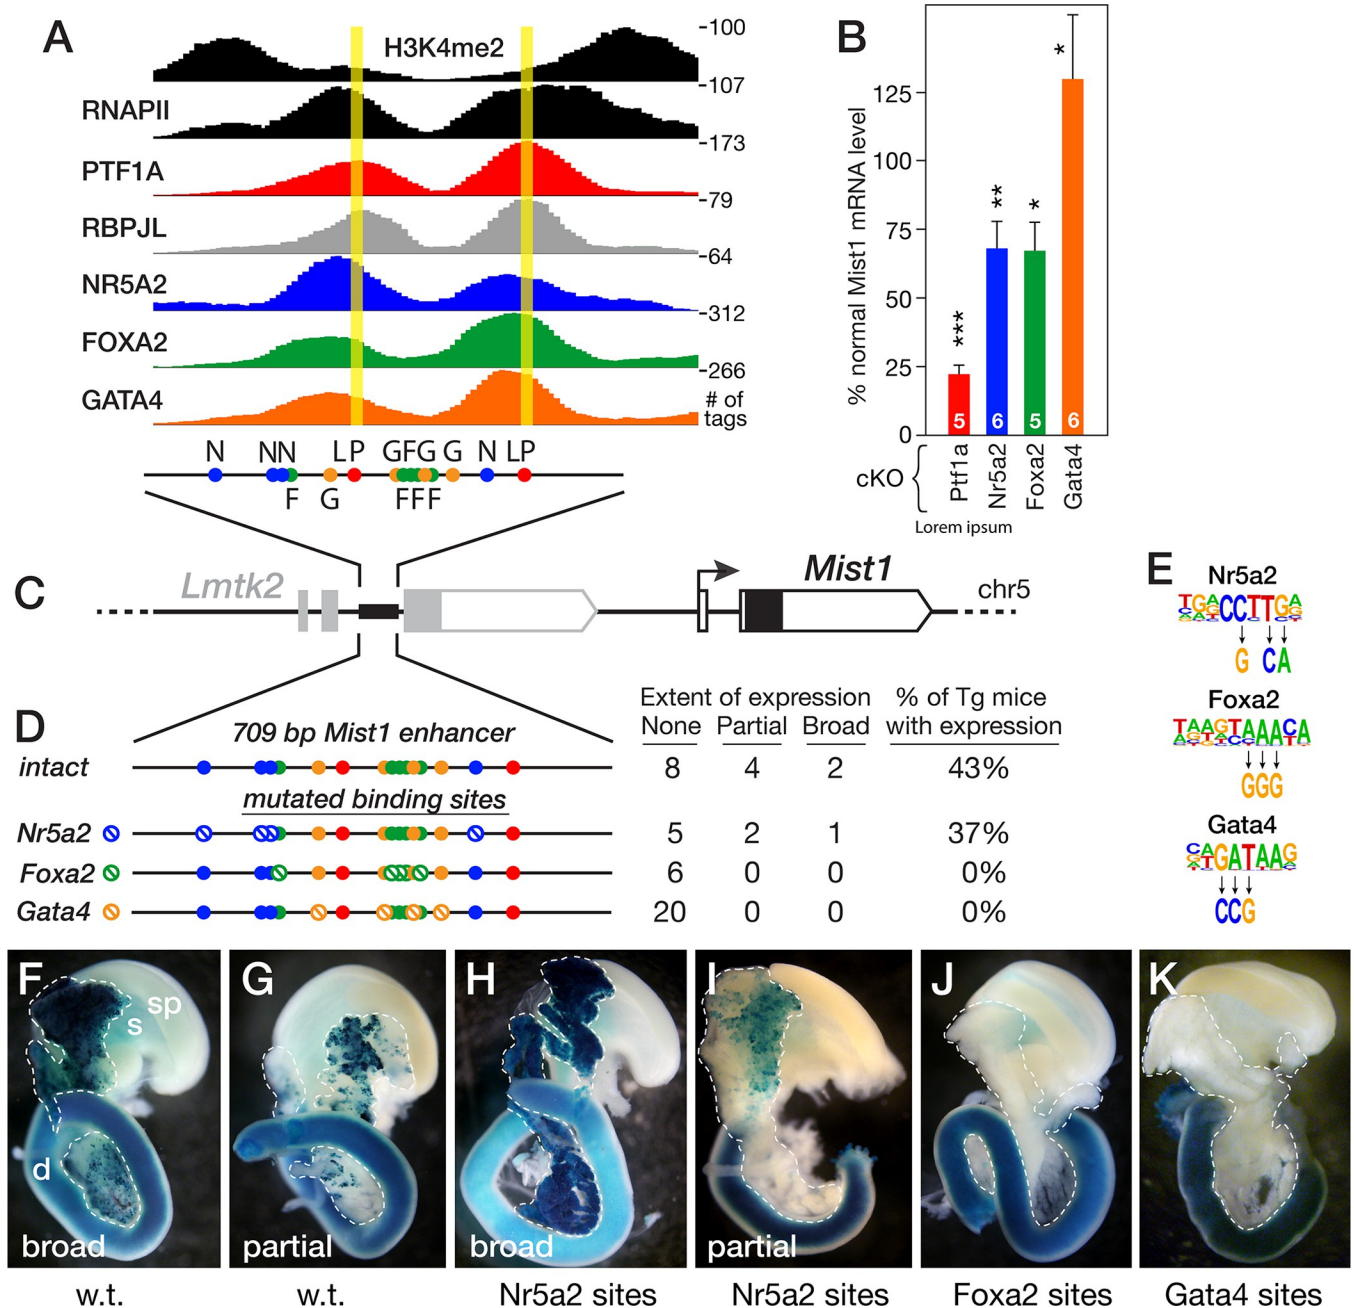 A
H3K4me2
-100
-107
RNAPII
-173
PTF1A
-79
RBPJL
-64
NR5A2
-312
FOXA2
-266
GATA4
# of
tags
N NN LP GFG G N LP
F G FFF
B
% normal Mist1 mRNA level
125
100
75
50
25
0
***
**
*
*
5 6 5 6
cKO
Ptf1a
Nr5a2
Foxa2
Gata4
Lorem ipsum
C
Lmtk2
Mist1
chr5
D
709 bp Mist1 enhancer
Extent of expression
None Partial Broad
% of Tg mice
with expression
intact 8 4 2 43%
mutated binding sites
Nr5a2 5 2 1 37%
Foxa2 6 0 0 0%
Gata4 20 0 0 0%
E
Nr5a2
TGACCTTGA
G CA
Foxa2
TAAGTAAACA
GGG
Gata4
CAGATAAG
CCG
F
sp
s
d
broad
w.t.
G
partial
w.t.
H
broad
Nr5a2 sites
I
partial
Nr5a2 sites
J
Foxa2 sites
K
Gata4 sites